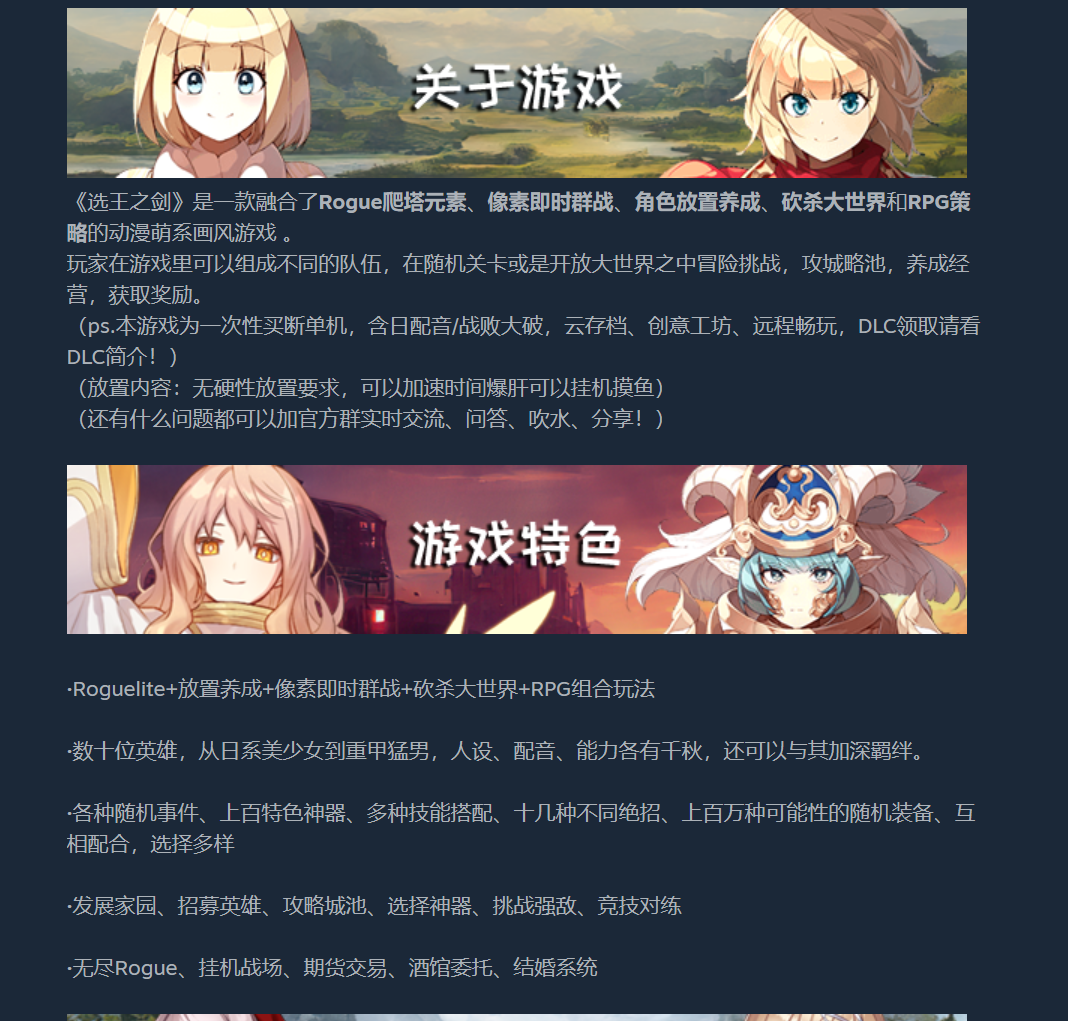 关于游戏
《选王之剑》是一款融合了Rogue爬塔元素、像素即时群战、角色放置养成、砍杀大世界和RPG策
略的动漫萌系画风游戏 。
玩家在游戏里可以组成不同的队伍，在随机关卡或是开放大世界之中冒险挑战，攻城略池，养成经
营，获取奖励。
（ps.本游戏为一次性买断单机，含日配音/战败大破，云存档、创意工坊、远程畅玩，DLC领取请看
DLC简介！）
（放置内容：无硬性放置要求，可以加速时间爆肝可以挂机摸鱼）
（还有什么问题都可以加官方群实时交流、问答、吹水、分享！）
游戏特色
·Roguelite+放置养成+像素即时群战+砍杀大世界+RPG组合玩法
·数十位英雄，从日系美少女到重甲猛男，人设、配音、能力各有千秋，还可以与其加深羁绊。
·各种随机事件、上百特色神器、多种技能搭配、十几种不同绝招、上百万种可能性的随机装备、互
相配合，选择多样
·发展家园、招募英雄、攻略城池、选择神器、挑战强敌、竞技对练
·无尽Rogue、挂机战场、期货交易、酒馆委托、结婚系统